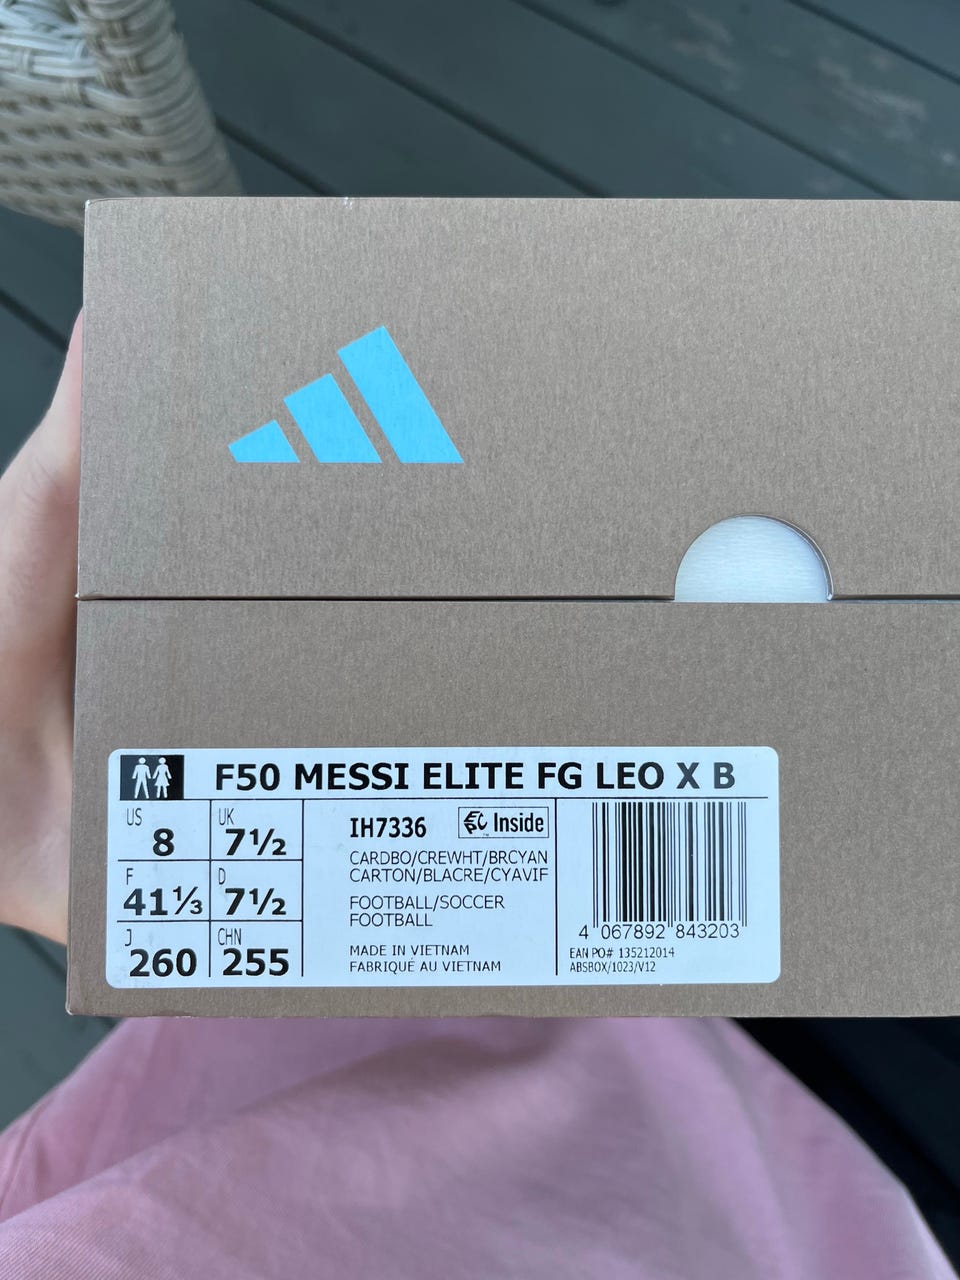 F50 MESSI ELITE FG LEO X B
US 8
UK 7½
F 41⅓
D 7½
J 260
CHN 255
IH7336
Inside
CARDBO/CREWHT/BRCYAN
CARTON/BLACRE/CYAVIF
FOOTBALL/SOCCER
FOOTBALL
MADE IN VIETNAM
FABRIQUÉ AU VIETNAM
4 067892 843203
EAN PO# 135212014
ABSBOX/1023/V12